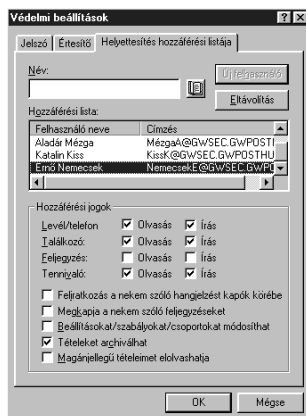 Védelmi beállítások
Jelszó Értesítő Helyettesítés hozzáférési listája
Név:
Új felhasználó
Eltávolítás
Hozzáférési lista:
Felhasználó neve Címzés
Aladár Mézga MézgaA@GWSEC.GWPOSTI
Katalin Kiss KissK@GWSEC.GWPOSTHU
Ernő Nemecsek NemecsekE@GWSEC.GWPO
Hozzáférési jogok
Levél/telefon Olvasás Írás
Találkozó: Olvasás Írás
Feljegyzés: Olvasás Írás
Tennivaló: Olvasás Írás
Feliratkozás a nekem szóló hangjelzést kapók körébe
Megkapja a nekem szóló feljegyzéseket
Beállításokat/szabályokat/csoportokat módosíthat
Tételeket archiválhat
Magánjellegű tételeimet elolvashatja
OK Mégse